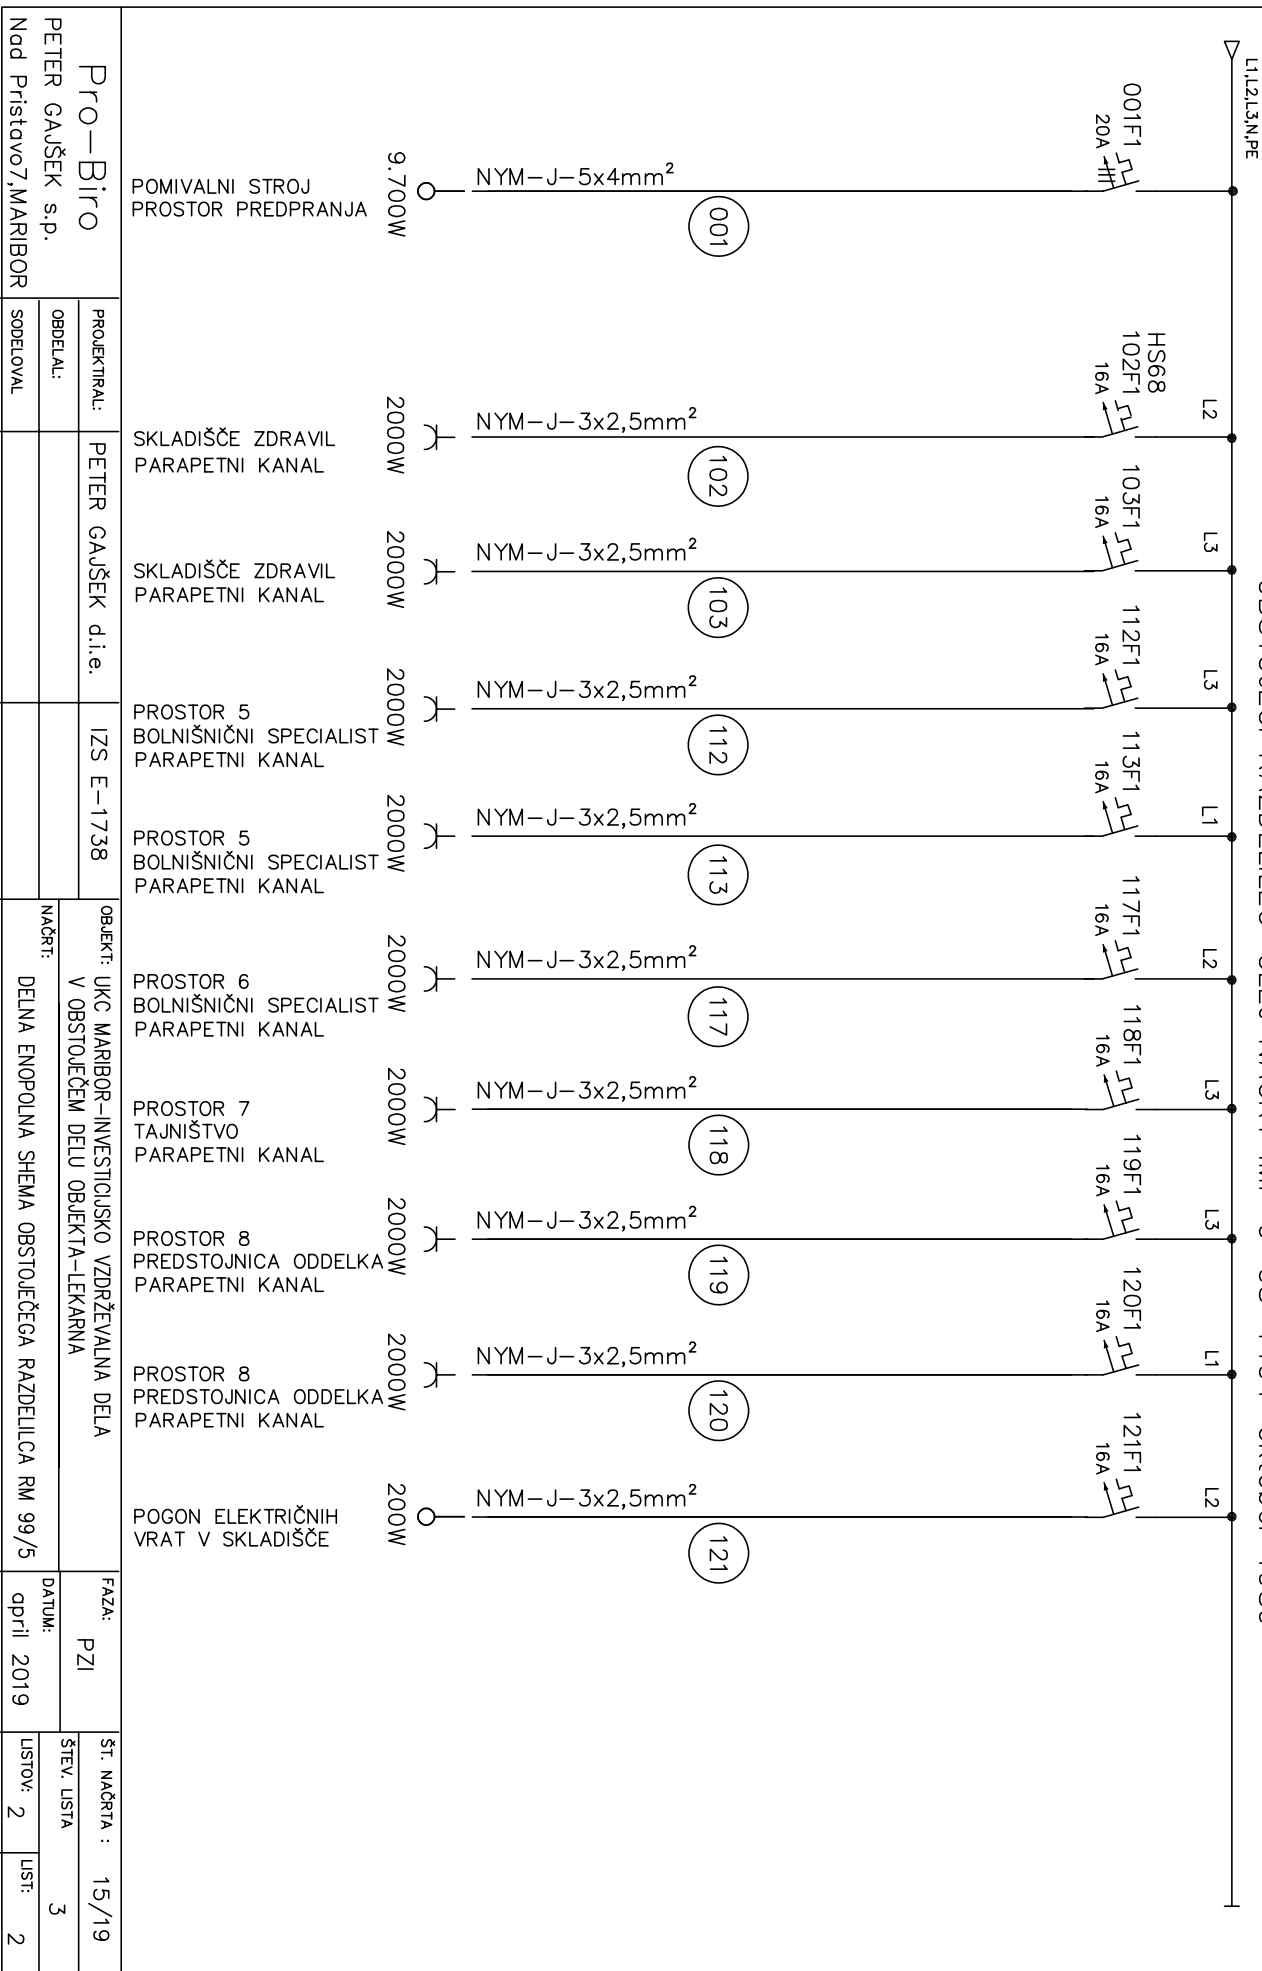 L1,L2,L3,N,PE
001F1
20A
NYM-J-5x4mm²
001
9.700W
POMIVALNI STROJ
PROSTOR PREDPRANJA
HS68
102F1
16A
L2
NYM-J-3x2,5mm²
102
2000W
SKLADIŠČE ZDRAVIL
PARAPETNI KANAL
103F1
16A
L3
NYM-J-3x2,5mm²
103
2000W
SKLADIŠČE ZDRAVIL
PARAPETNI KANAL
112F1
16A
L3
NYM-J-3x2,5mm²
112
2000W
PROSTOR 5
BOLNIŠNIČNI SPECIALIST
PARAPETNI KANAL
113F1
16A
L1
NYM-J-3x2,5mm²
113
2000W
PROSTOR 5
BOLNIŠNIČNI SPECIALIST
PARAPETNI KANAL
117F1
16A
L2
NYM-J-3x2,5mm²
117
2000W
PROSTOR 6
BOLNIŠNIČNI SPECIALIST
PARAPETNI KANAL
118F1
16A
L3
NYM-J-3x2,5mm²
118
2000W
PROSTOR 7
TAJNIŠTVO
PARAPETNI KANAL
119F1
16A
L3
NYM-J-3x2,5mm²
119
2000W
PROSTOR 8
PREDSTOJNICA ODDELKA
PARAPETNI KANAL
120F1
16A
L1
NYM-J-3x2,5mm²
120
2000W
PROSTOR 8
PREDSTOJNICA ODDELKA
PARAPETNI KANAL
121F1
16A
L2
NYM-J-3x2,5mm²
121
200W
POGON ELEKTRIČNIH
VRAT V SKLADIŠČE
Pro-Biro
PETER GAJŠEK s.p.
Nad Pristavo7,MARIBOR
PROJEKTIRAL: PETER GAJŠEK d.i.e. IZS E-1738
OBDELAL:
SODELOVAL
OBJEKT: UKC MARIBOR-INVESTICIJSKO VZDRŽEVALNA DELA
V OBSTOJEČEM DELU OBJEKTA-LEKARNA
NAČRT: DELNA ENOPOLNA SHEMA OBSTOJEČEGA RAZDELILCA RM 99/5
FAZA: PZI
DATUM: april 2019
ŠT. NAČRTA : 15/19
ŠTEV. LISTA 3
LISTOV: 2
LIST: 2